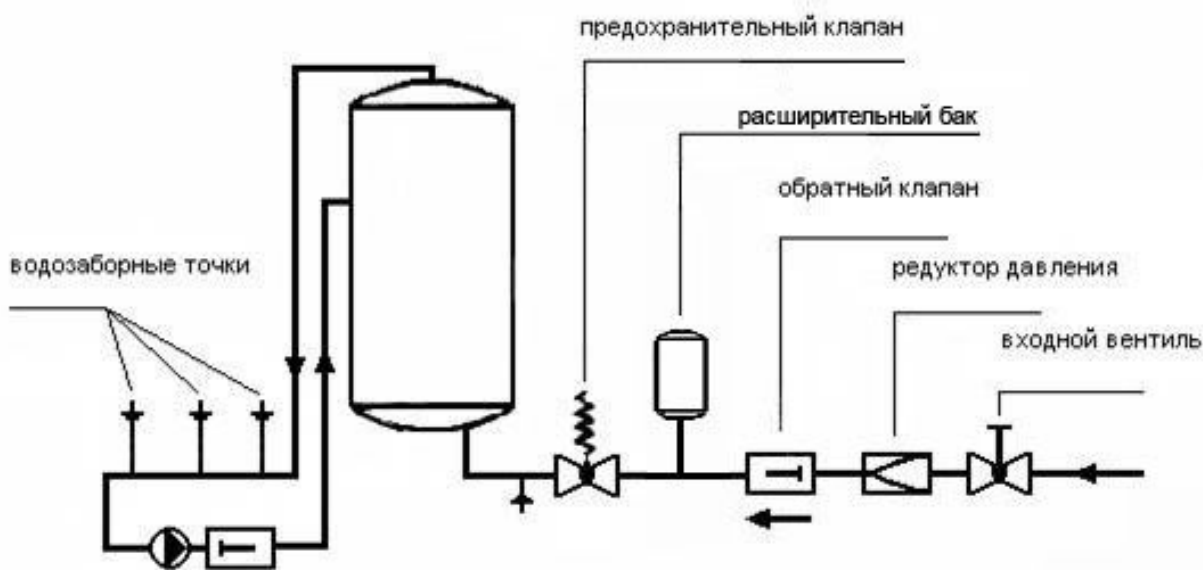 предохранительный клапан
расширительный бак
обратный клапан
водозаборные точки
редуктор давления
входной вентиль